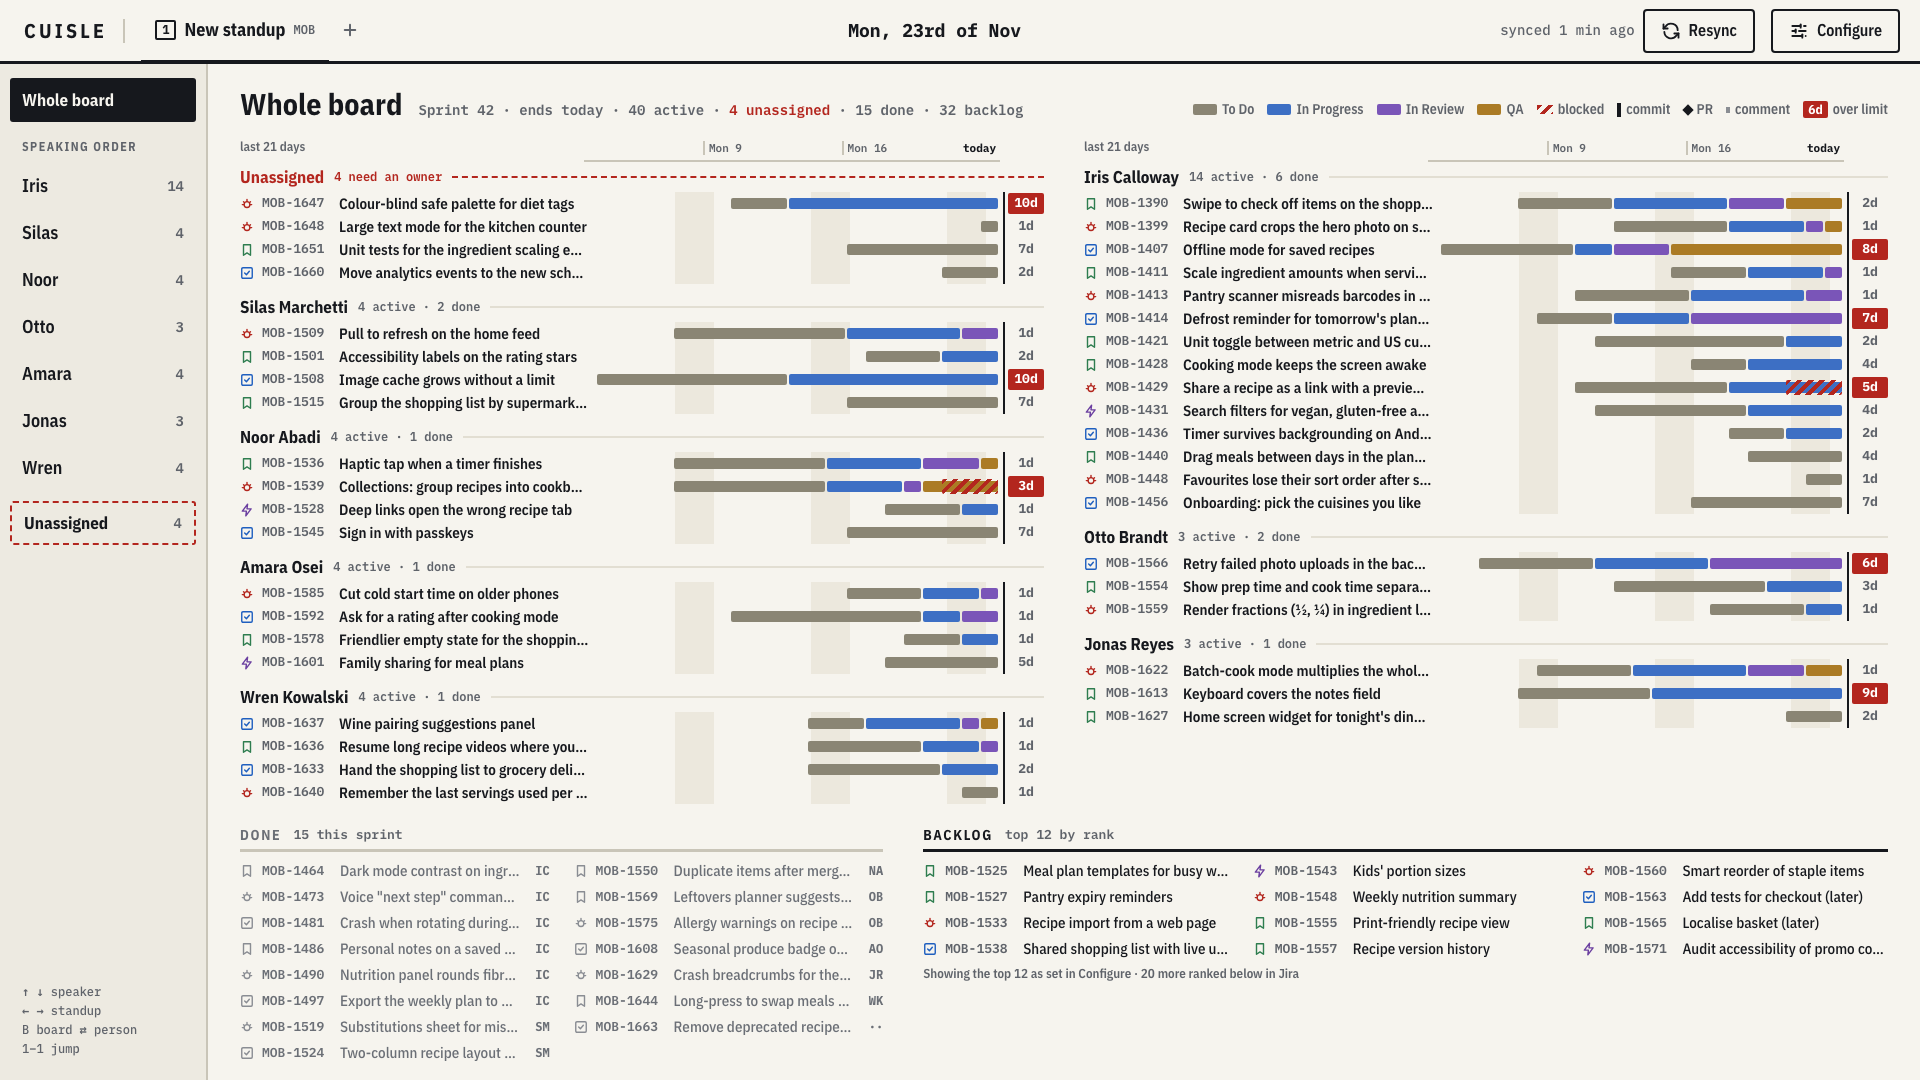 CUISLE
1 New standup MOB
+
Mon, 23rd of Nov
synced 1 min ago
Resync
Configure
Whole board
SPEAKING ORDER
Iris 14
Silas 4
Noor 4
Otto 3
Amara 4
Jonas 3
Wren 4
Unassigned 4
↑ ↓ speaker
← → standup
B board ⇄ person
1–1 jump
Whole board Sprint 42 · ends today · 40 active · 4 unassigned · 15 done · 32 backlog
To Do In Progress In Review QA blocked commit PR comment 6d over limit
last 21 days Mon 9 Mon 16 today
Unassigned 4 need an owner
MOB-1647 Colour-blind safe palette for diet tags 10d
MOB-1648 Large text mode for the kitchen counter 1d
MOB-1651 Unit tests for the ingredient scaling e... 7d
MOB-1660 Move analytics events to the new sch... 2d
Silas Marchetti 4 active · 2 done
MOB-1509 Pull to refresh on the home feed 1d
MOB-1501 Accessibility labels on the rating stars 2d
MOB-1508 Image cache grows without a limit 10d
MOB-1515 Group the shopping list by supermark... 7d
Noor Abadi 4 active · 1 done
MOB-1536 Haptic tap when a timer finishes 1d
MOB-1539 Collections: group recipes into cookb... 3d
MOB-1528 Deep links open the wrong recipe tab 1d
MOB-1545 Sign in with passkeys 7d
Amara Osei 4 active · 1 done
MOB-1585 Cut cold start time on older phones 1d
MOB-1592 Ask for a rating after cooking mode 1d
MOB-1578 Friendlier empty state for the shoppin... 1d
MOB-1601 Family sharing for meal plans 5d
Wren Kowalski 4 active · 1 done
MOB-1637 Wine pairing suggestions panel 1d
MOB-1636 Resume long recipe videos where you... 1d
MOB-1633 Hand the shopping list to grocery deli... 2d
MOB-1640 Remember the last servings used per ... 1d
last 21 days Mon 9 Mon 16 today
Iris Calloway 14 active · 6 done
MOB-1390 Swipe to check off items on the shopp... 2d
MOB-1399 Recipe card crops the hero photo on s... 1d
MOB-1407 Offline mode for saved recipes 8d
MOB-1411 Scale ingredient amounts when servi... 1d
MOB-1413 Pantry scanner misreads barcodes in ... 1d
MOB-1414 Defrost reminder for tomorrow's plan... 7d
MOB-1421 Unit toggle between metric and US cu... 2d
MOB-1428 Cooking mode keeps the screen awake 4d
MOB-1429 Share a recipe as a link with a previe... 5d
MOB-1431 Search filters for vegan, gluten-free a... 4d
MOB-1436 Timer survives backgrounding on And... 2d
MOB-1440 Drag meals between days in the plan... 4d
MOB-1448 Favourites lose their sort order after s... 1d
MOB-1456 Onboarding: pick the cuisines you like 7d
Otto Brandt 3 active · 2 done
MOB-1566 Retry failed photo uploads in the bac... 6d
MOB-1554 Show prep time and cook time separa... 3d
MOB-1559 Render fractions (½, ¼) in ingredient l... 1d
Jonas Reyes 3 active · 1 done
MOB-1622 Batch-cook mode multiplies the whol... 1d
MOB-1613 Keyboard covers the notes field 9d
MOB-1627 Home screen widget for tonight's din... 2d
DONE 15 this sprint
MOB-1464 Dark mode contrast on ingr... IC
MOB-1473 Voice "next step" comman... IC
MOB-1481 Crash when rotating during... IC
MOB-1486 Personal notes on a saved ... IC
MOB-1490 Nutrition panel rounds fibr... IC
MOB-1497 Export the weekly plan to ... IC
MOB-1519 Substitutions sheet for mis... SM
MOB-1524 Two-column recipe layout ... SM
MOB-1550 Duplicate items after merg... NA
MOB-1569 Leftovers planner suggests... OB
MOB-1575 Allergy warnings on recipe ... OB
MOB-1608 Seasonal produce badge o... AO
MOB-1629 Crash breadcrumbs for the... JR
MOB-1644 Long-press to swap meals ... WK
MOB-1663 Remove deprecated recipe... ··
BACKLOG top 12 by rank
MOB-1525 Meal plan templates for busy w...
MOB-1527 Pantry expiry reminders
MOB-1533 Recipe import from a web page
MOB-1538 Shared shopping list with live u...
MOB-1543 Kids' portion sizes
MOB-1548 Weekly nutrition summary
MOB-1555 Print-friendly recipe view
MOB-1557 Recipe version history
MOB-1560 Smart reorder of staple items
MOB-1563 Add tests for checkout (later)
MOB-1565 Localise basket (later)
MOB-1571 Audit accessibility of promo co...
Showing the top 12 as set in Configure · 20 more ranked below in Jira